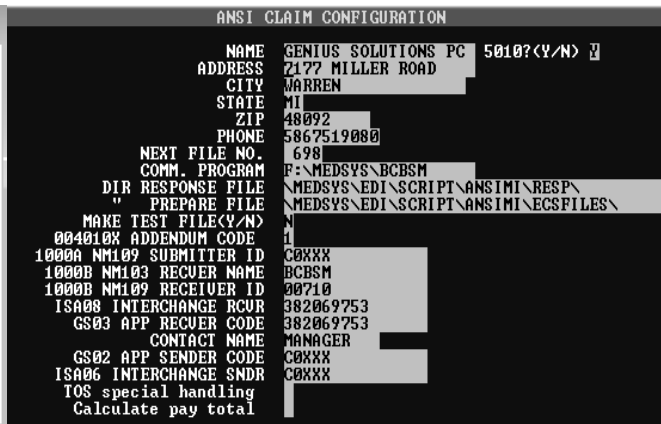 ANSI CLAIM CONFIGURATION
NAME GENIUS SOLUTIONS PC 5010?(Y/N) Y
ADDRESS 7177 MILLER ROAD
CITY WARREN
STATE MI
ZIP 48092
PHONE 5867519080
NEXT FILE NO. 698
COMM. PROGRAM F:\MEDSYS\BCBSM
DIR RESPONSE FILE \MEDSYS\EDI\SCRIPT\ANSIMI\RESP\
" PREPARE FILE \MEDSYS\EDI\SCRIPT\ANSIMI\ECSFILES\
MAKE TEST FILE(Y/N) N
004010X ADDENDUM CODE 1
1000A NM109 SUBMITTER ID C0XXX
1000B NM103 RECVER NAME BCBSM
1000B NM109 RECEIVER ID 00710
ISA08 INTERCHANGE RCVR 382069753
GS03 APP RECVER CODE 382069753
CONTACT NAME MANAGER
GS02 APP SENDER CODE C0XXX
ISA06 INTERCHANGE SNDR C0XXX
TOS special handling
Calculate pay total